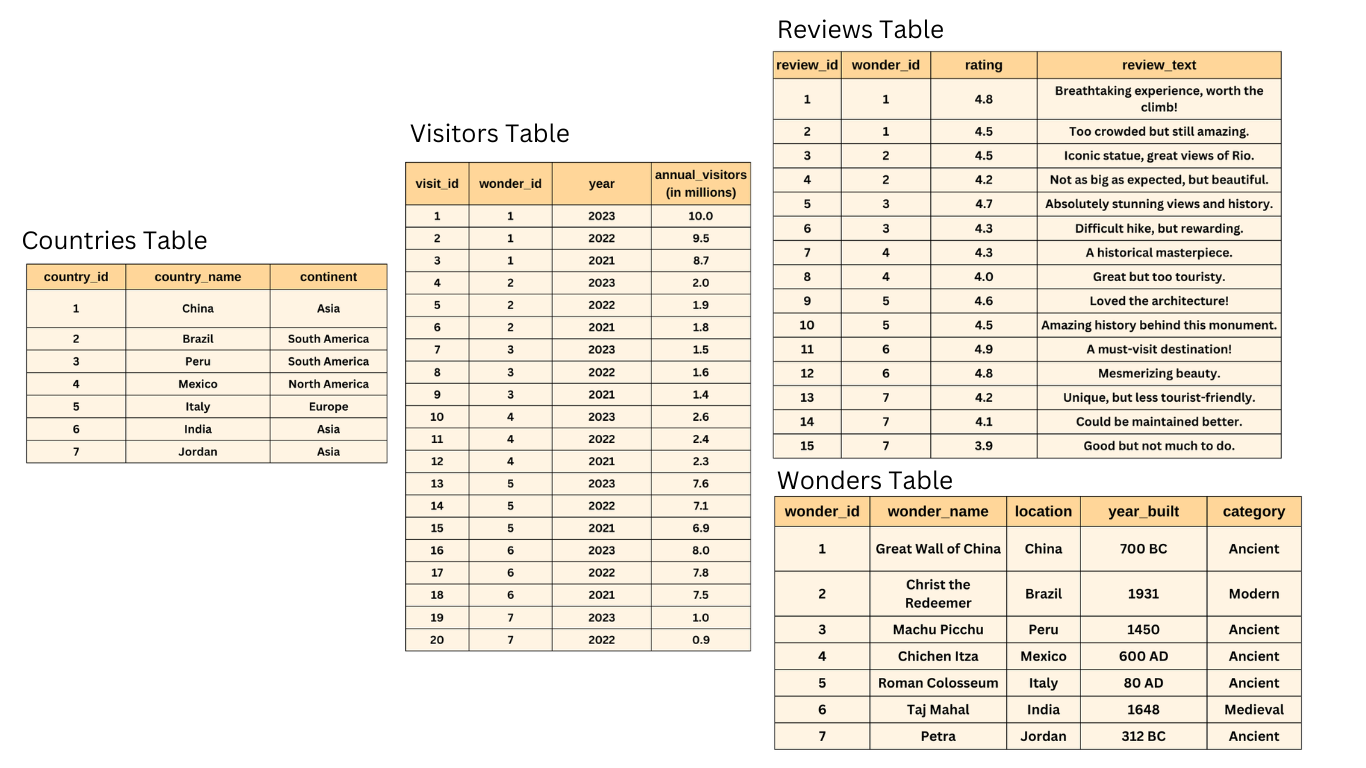 Countries Table
country_id country_name continent
1 China Asia
2 Brazil South America
3 Peru South America
4 Mexico North America
5 Italy Europe
6 India Asia
7 Jordan Asia
Visitors Table
visit_id wonder_id year annual_visitors
(in millions)
1 1 2023 10.0
2 1 2022 9.5
3 1 2021 8.7
4 2 2023 2.0
5 2 2022 1.9
6 2 2021 1.8
7 3 2023 1.5
8 3 2022 1.6
9 3 2021 1.4
10 4 2023 2.6
11 4 2022 2.4
12 4 2021 2.3
13 5 2023 7.6
14 5 2022 7.1
15 5 2021 6.9
16 6 2023 8.0
17 6 2022 7.8
18 6 2021 7.5
19 7 2023 1.0
20 7 2022 0.9
Reviews Table
review_id wonder_id rating review_text
1 1 4.8 Breathtaking experience, worth the
climb!
2 1 4.5 Too crowded but still amazing.
3 2 4.5 Iconic statue, great views of Rio.
4 2 4.2 Not as big as expected, but beautiful.
5 3 4.7 Absolutely stunning views and history.
6 3 4.3 Difficult hike, but rewarding.
7 4 4.3 A historical masterpiece.
8 4 4.0 Great but too touristy.
9 5 4.6 Loved the architecture!
10 5 4.5 Amazing history behind this monument.
11 6 4.9 A must-visit destination!
12 6 4.8 Mesmerizing beauty.
13 7 4.2 Unique, but less tourist-friendly.
14 7 4.1 Could be maintained better.
15 7 3.9 Good but not much to do.
Wonders Table
wonder_id wonder_name location year_built category
1 Great Wall of China China 700 BC Ancient
2 Christ the
Redeemer Brazil 1931 Modern
3 Machu Picchu Peru 1450 Ancient
4 Chichen Itza Mexico 600 AD Ancient
5 Roman Colosseum Italy 80 AD Ancient
6 Taj Mahal India 1648 Medieval
7 Petra Jordan 312 BC Ancient